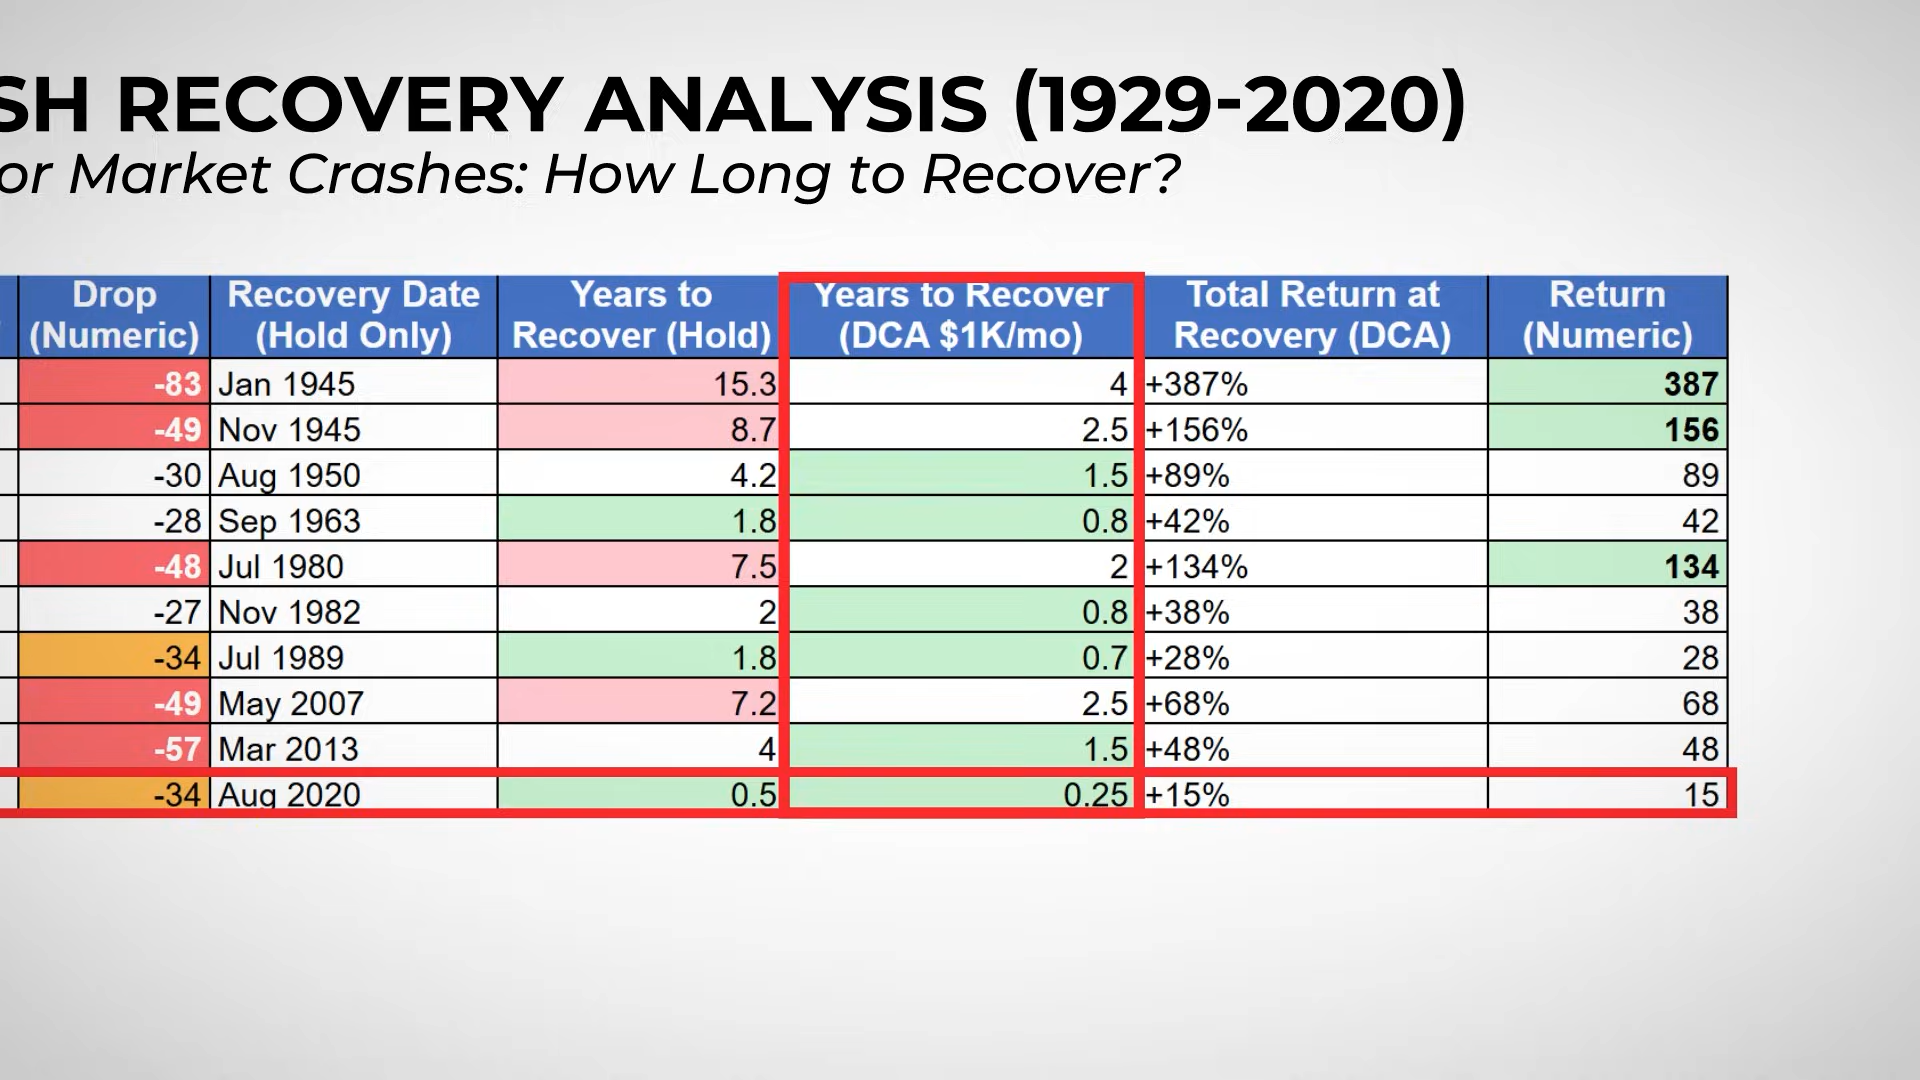 SH RECOVERY ANALYSIS (1929-2020)
or Market Crashes: How Long to Recover?
Drop (Numeric) Recovery Date (Hold Only) Years to Recover (Hold) Years to Recover (DCA $1K/mo) Total Return at Recovery (DCA) Return (Numeric)
-83 Jan 1945 15.3 4 +387% 387
-49 Nov 1945 8.7 2.5 +156% 156
-30 Aug 1950 4.2 1.5 +89% 89
-28 Sep 1963 1.8 0.8 +42% 42
-48 Jul 1980 7.5 2 +134% 134
-27 Nov 1982 2 0.8 +38% 38
-34 Jul 1989 1.8 0.7 +28% 28
-49 May 2007 7.2 2.5 +68% 68
-57 Mar 2013 4 1.5 +48% 48
-34 Aug 2020 0.5 0.25 +15% 15